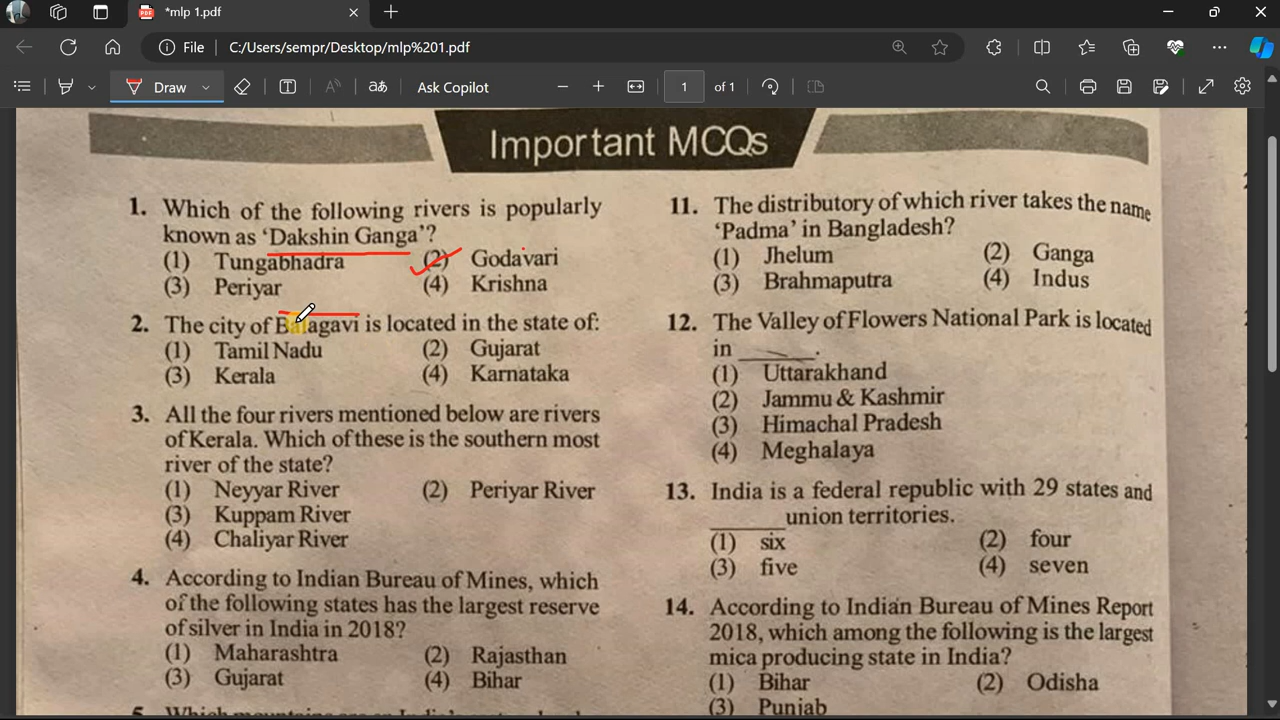 *mlp 1.pdf
File
C:/Users/sempr/Desktop/mlp%201.pdf
Draw
aあ
Ask Copilot
1
of 1
Important MCQs
1. Which of the following rivers is popularly
known as 'Dakshin Ganga'?
(1) Tungabhadra (2) Godavari
(3) Periyar (4) Krishna
2. The city of Balagavi is located in the state of:
(1) Tamil Nadu (2) Gujarat
(3) Kerala (4) Karnataka
3. All the four rivers mentioned below are rivers
of Kerala. Which of these is the southern most
river of the state?
(1) Neyyar River (2) Periyar River
(3) Kuppam River
(4) Chaliyar River
4. According to Indian Bureau of Mines, which
of the following states has the largest reserve
of silver in India in 2018?
(1) Maharashtra (2) Rajasthan
(3) Gujarat (4) Bihar
11. The distributory of which river takes the name
'Padma' in Bangladesh?
(1) Jhelum (2) Ganga
(3) Brahmaputra (4) Indus
12. The Valley of Flowers National Park is located
in ______.
(1) Uttarakhand
(2) Jammu & Kashmir
(3) Himachal Pradesh
(4) Meghalaya
13. India is a federal republic with 29 states and
______ union territories.
(1) six (2) four
(3) five (4) seven
14. According to Indian Bureau of Mines Report
2018, which among the following is the largest
mica producing state in India?
(1) Bihar (2) Odisha
(3) Punjab